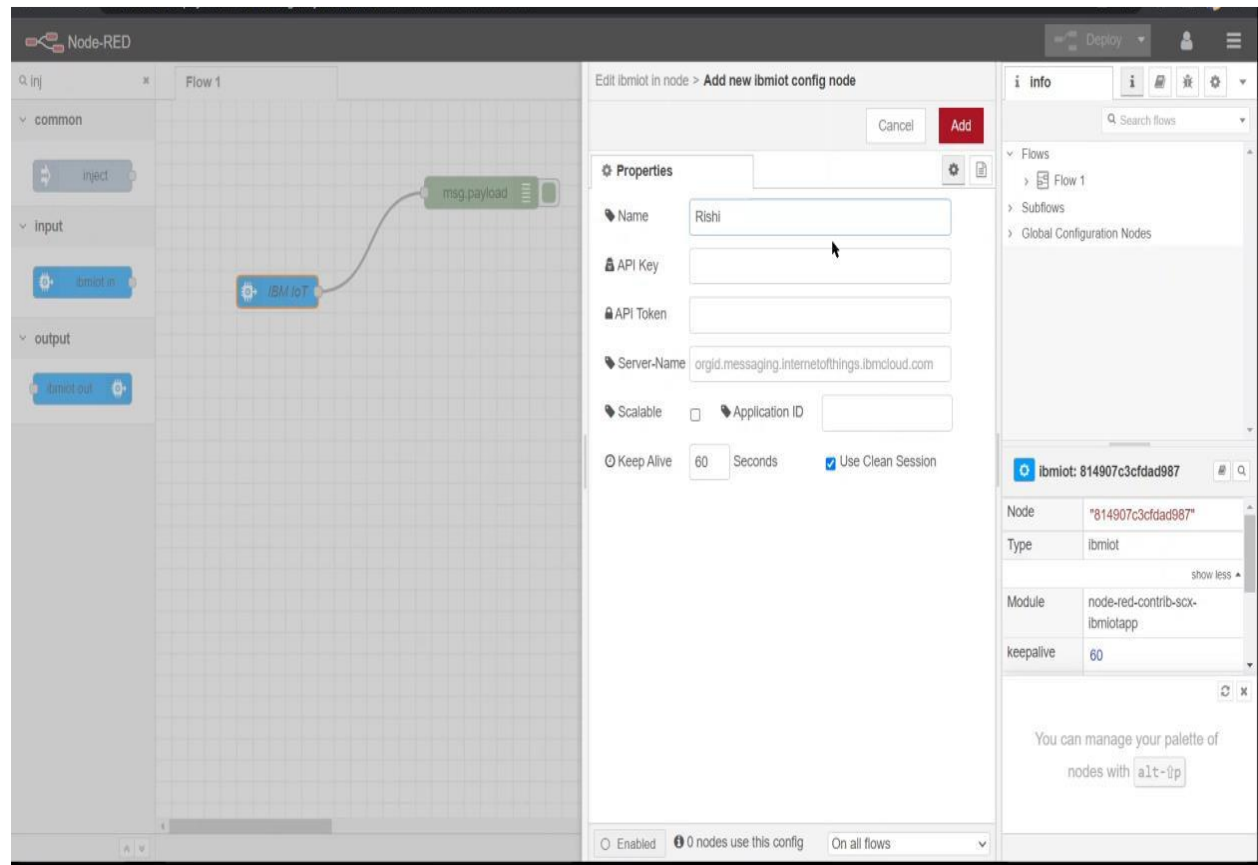 Node-RED
Deploy
inj
Flow 1
common
inject
input
ibmiot in
output
ibmiot out
msg.payload
IBM IoT
Edit ibmiot in node > Add new ibmiot config node
Cancel
Add
Properties
Name
Rishi
API Key
API Token
Server-Name
orgid.messaging.internetofthings.ibmcloud.com
Scalable
Application ID
Keep Alive
60
Seconds
Use Clean Session
Enabled
0 nodes use this config
On all flows
i info
i
Search flows
Flows
Flow 1
Subflows
Global Configuration Nodes
ibmiot: 814907c3cfdad987
Node
"814907c3cfdad987"
Type
ibmiot
show less
Module
node-red-contrib-scx-
ibmiotapp
keepalive
60
You can manage your palette of
nodes with alt-⇧p